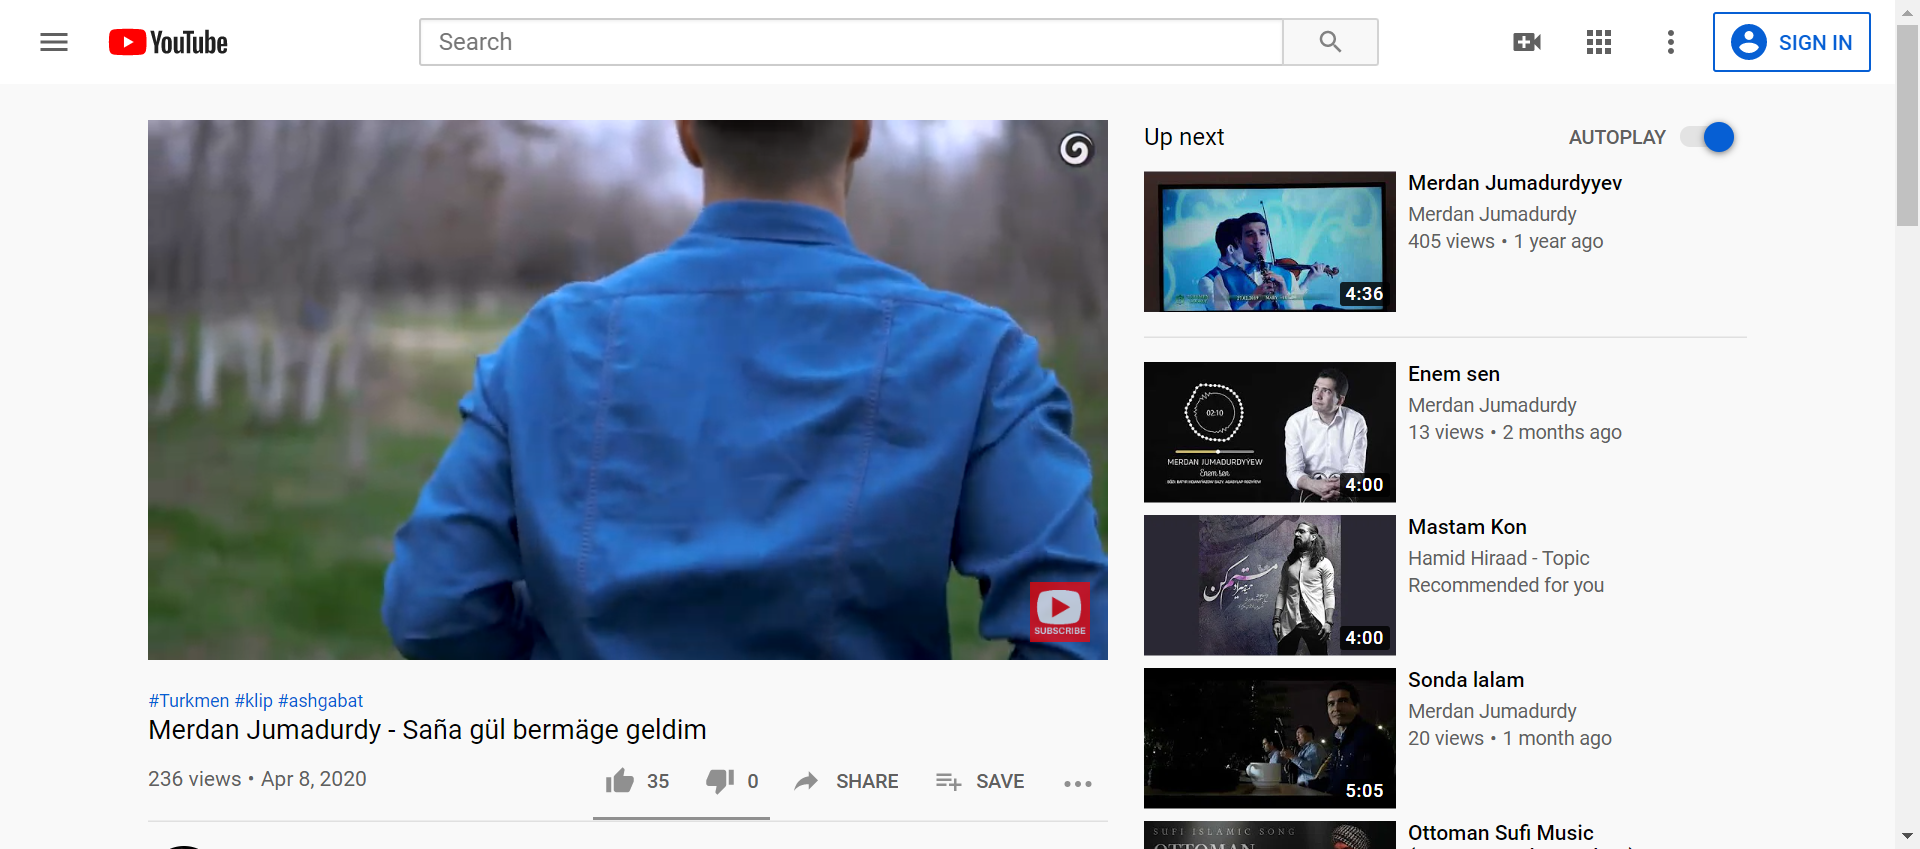 YouTube
Search
SIGN IN
SUBSCRIBE
#Turkmen #klip #ashgabat
Merdan Jumadurdy - Saña gül bermäge geldim
236 views • Apr 8, 2020
35
0
SHARE
SAVE
Up next
AUTOPLAY
4:36
Merdan Jumadurdyyev
Merdan Jumadurdy
405 views • 1 year ago
02:10
MERDAN JUMADURDYYEW
Enem sen
4:00
Enem sen
Merdan Jumadurdy
13 views • 2 months ago
4:00
Mastam Kon
Hamid Hiraad - Topic
Recommended for you
5:05
Sonda lalam
Merdan Jumadurdy
20 views • 1 month ago
SUFI ISLAMIC SONG
OTTOMAN
Ottoman Sufi Music